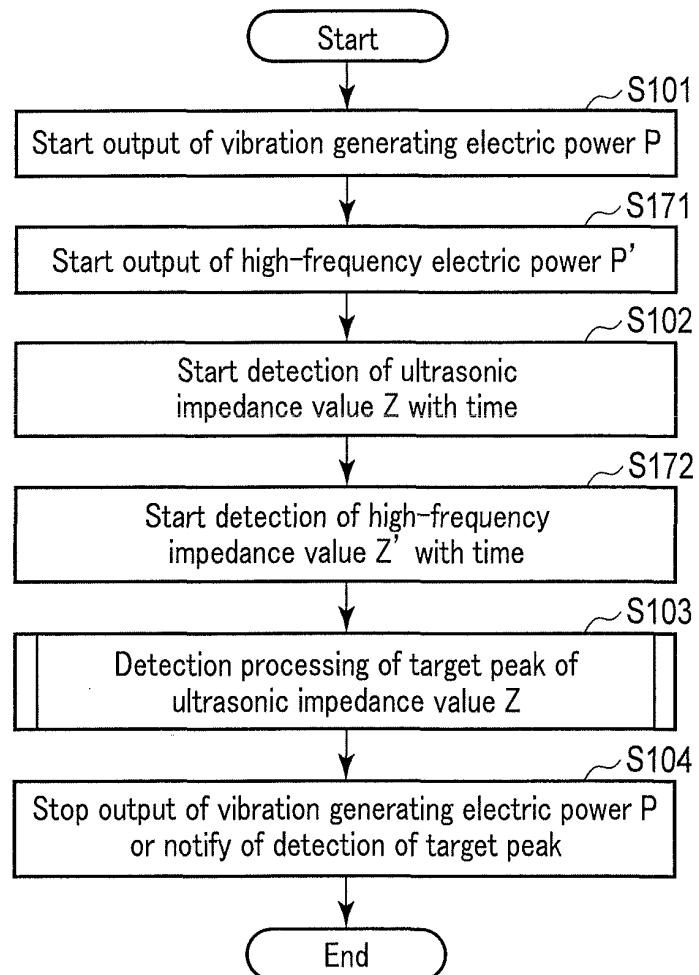 Start
S101
Start output of vibration generating electric power P
S171
Start output of high-frequency electric power P'
S102
Start detection of ultrasonic
impedance value Z with time
S172
Start detection of high-frequency
impedance value Z' with time
S103
Detection processing of target peak of
ultrasonic impedance value Z
S104
Stop output of vibration generating electric power P
or notify of detection of target peak
End